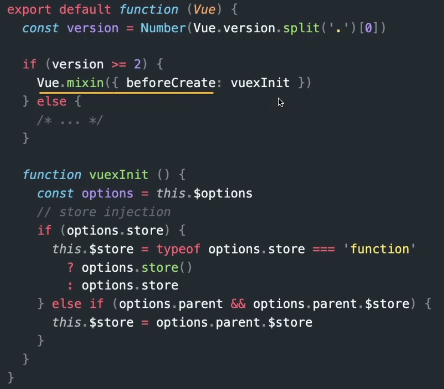 export default function (Vue) {
  const version = Number(Vue.version.split('.')[0])

  if (version >= 2) {
    Vue.mixin({ beforeCreate: vuexInit })
  } else {
    /* ... */
  }

  function vuexInit () {
    const options = this.$options
    // store injection
    if (options.store) {
      this.$store = typeof options.store === 'function'
        ? options.store()
        : options.store
    } else if (options.parent && options.parent.$store) {
      this.$store = options.parent.$store
    }
  }
}